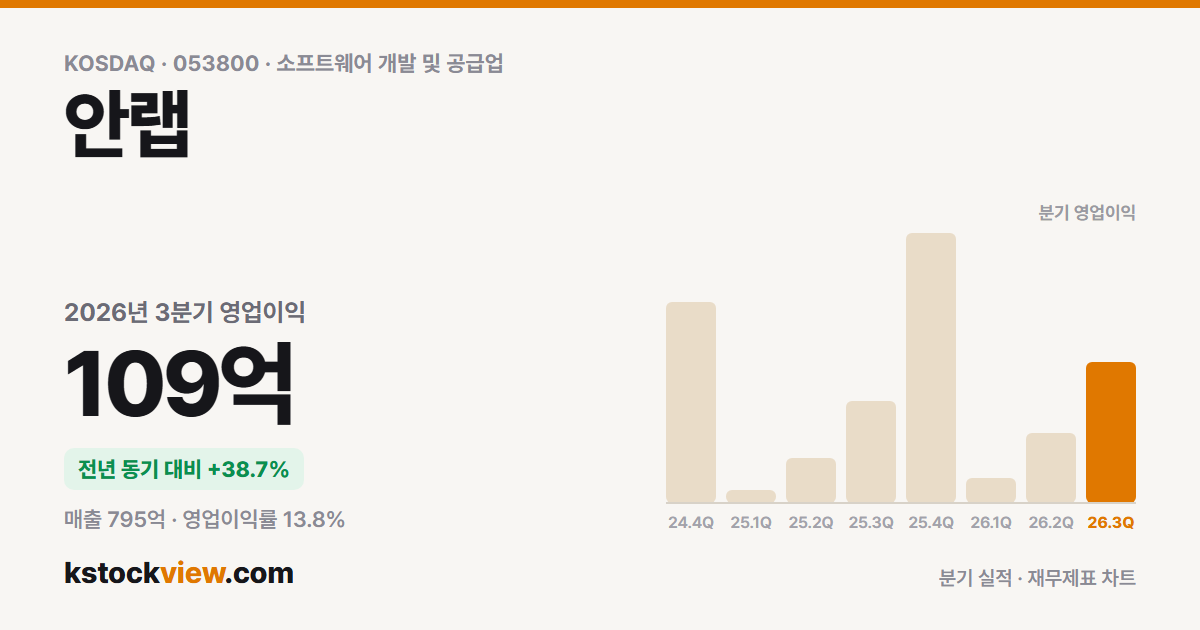 KOSDAQ · 053800 · 소프트웨어 개발 및 공급업
안랩
분기 영업이익
2026년 3분기 영업이익
109억
전년 동기 대비 +38.7%
매출 795억 · 영업이익률 13.8%
24.4Q 25.1Q 25.2Q 25.3Q 25.4Q 26.1Q 26.2Q 26.3Q
kstockview.com
분기 실적 · 재무제표 차트